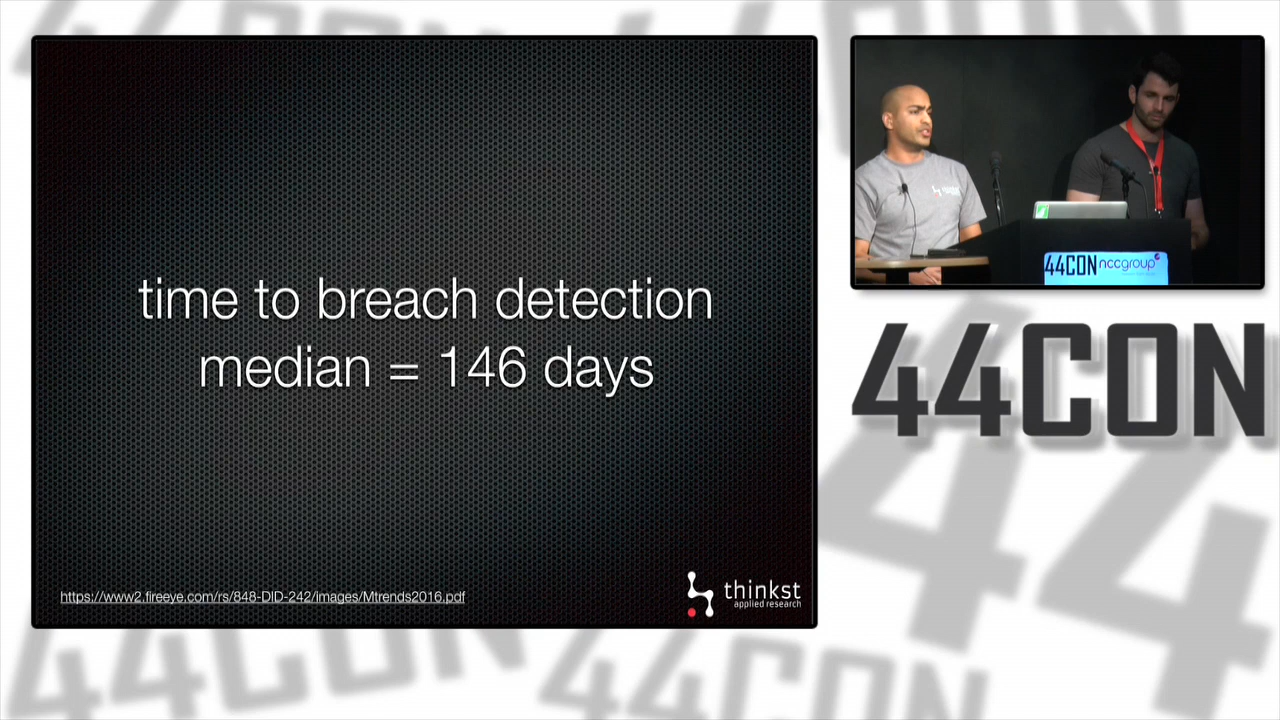 time to breach detection
median = 146 days
https://www2.fireeye.com/rs/848-DID-242/images/Mtrends2016.pdf
thinkst
applied research
44CON nccgroup
44CON